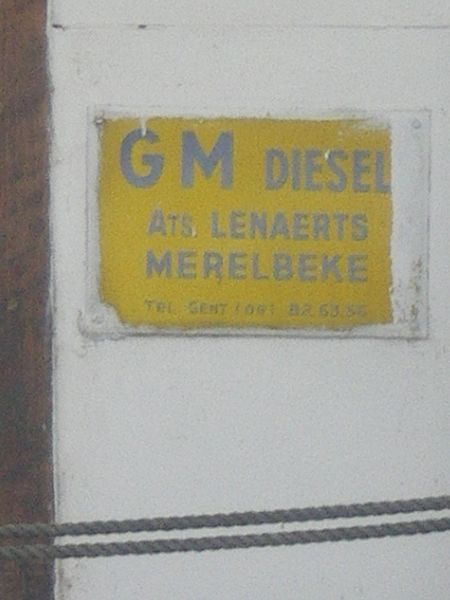 GM DIESEL
ATS. LENAERTS
MERELBEKE
TEL. GENT (09) 82.63.56